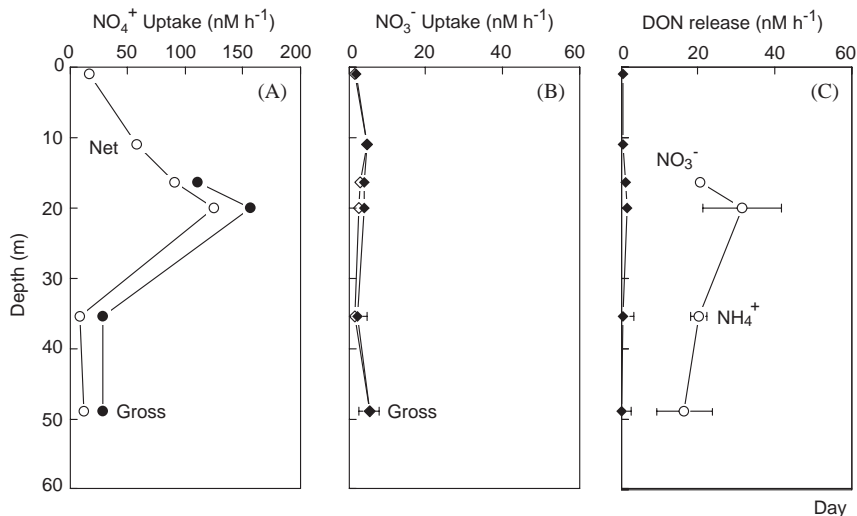 NO₄⁺ Uptake (nM h⁻¹)
0 50 100 150 200
NO₃⁻ Uptake (nM h⁻¹)
0 20 40 60
DON release (nM h⁻¹)
0 20 40 60
Depth (m)
0
10
20
30
40
50
60
(A)
Net
Gross
(B)
Gross
(C)
NO₃⁻
NH₄⁺
Day